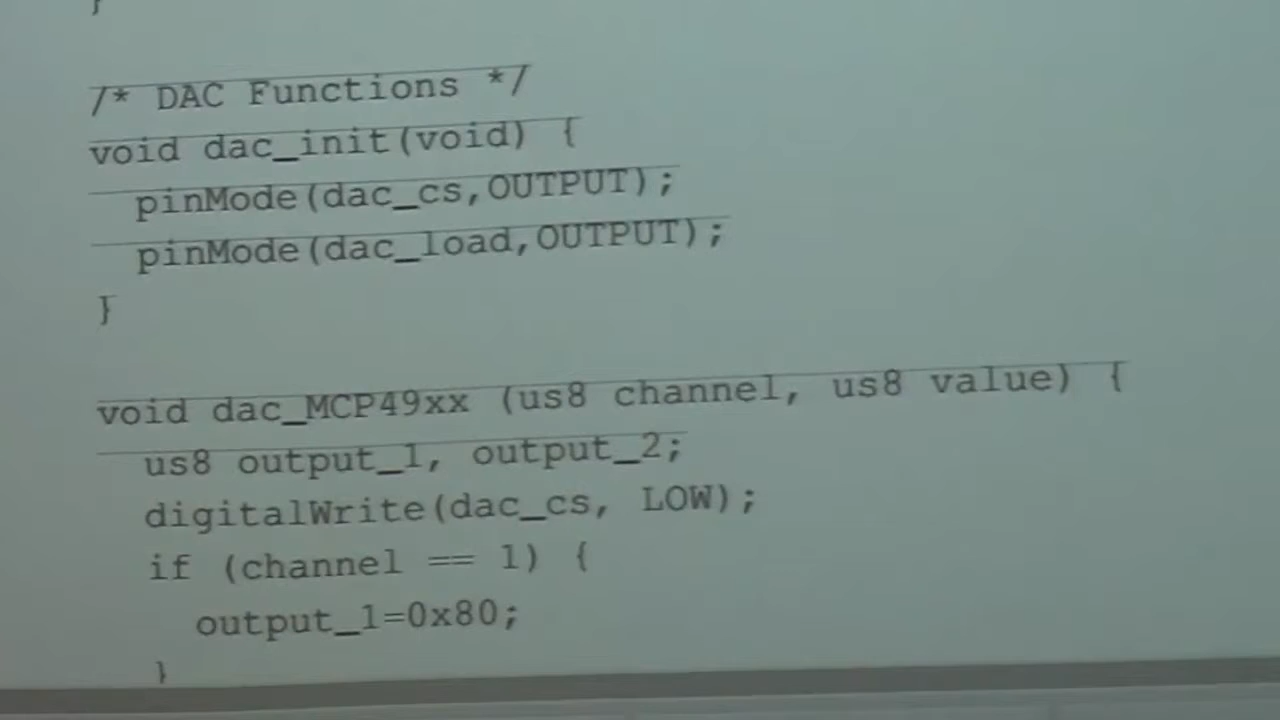 }
/* DAC Functions */
void dac_init(void) {
pinMode(dac_cs,OUTPUT);
pinMode(dac_load,OUTPUT);
}
void dac_MCP49xx (us8 channel, us8 value) {
us8 output_1, output_2;
digitalWrite(dac_cs, LOW);
if (channel == 1) {
output_1=0x80;
}